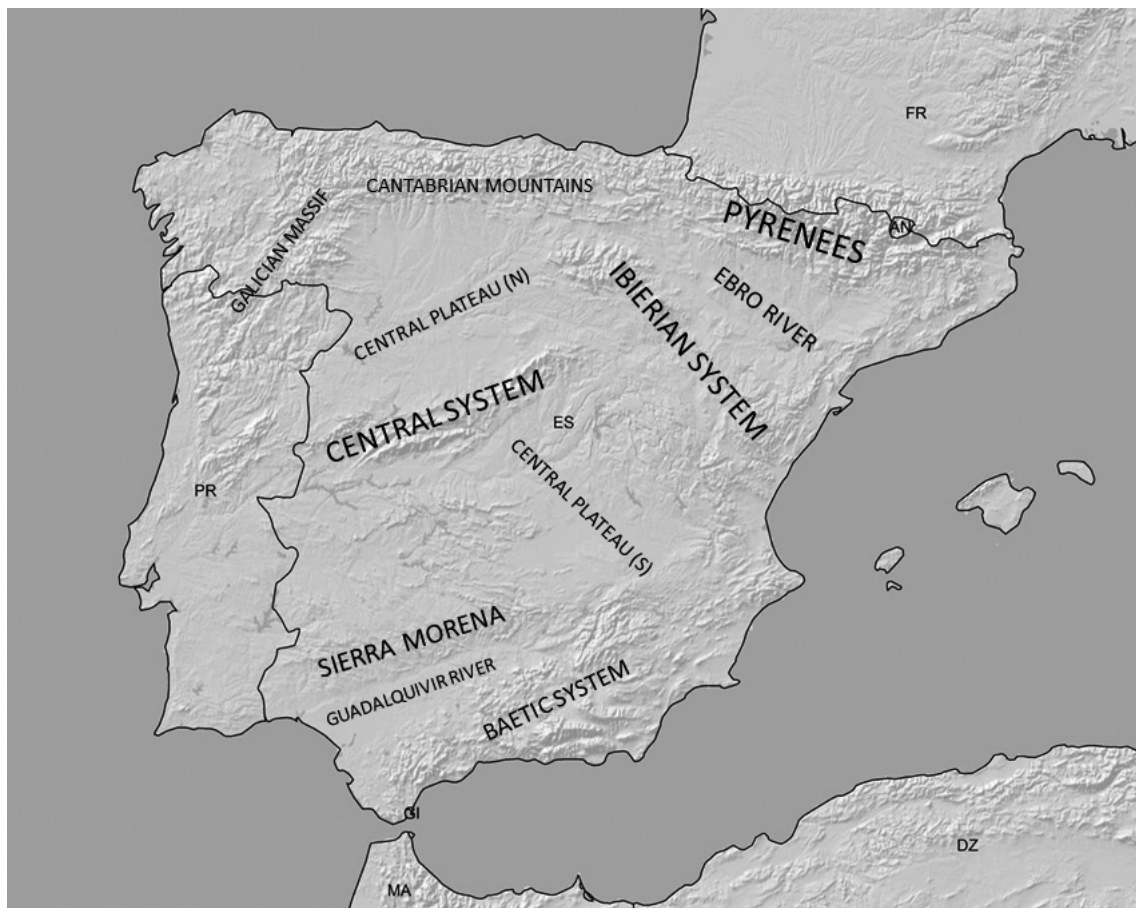 FR
CANTABRIAN MOUNTAINS
GALICIAN MASSIF
PYRENEES
AN
EBRO RIVER
IBIERIAN SYSTEM
CENTRAL PLATEAU (N)
CENTRAL SYSTEM
ES
CENTRAL PLATEAU (S)
PR
SIERRA MORENA
GUADALQUIVIR RIVER
BAETIC SYSTEM
GI
DZ
MA